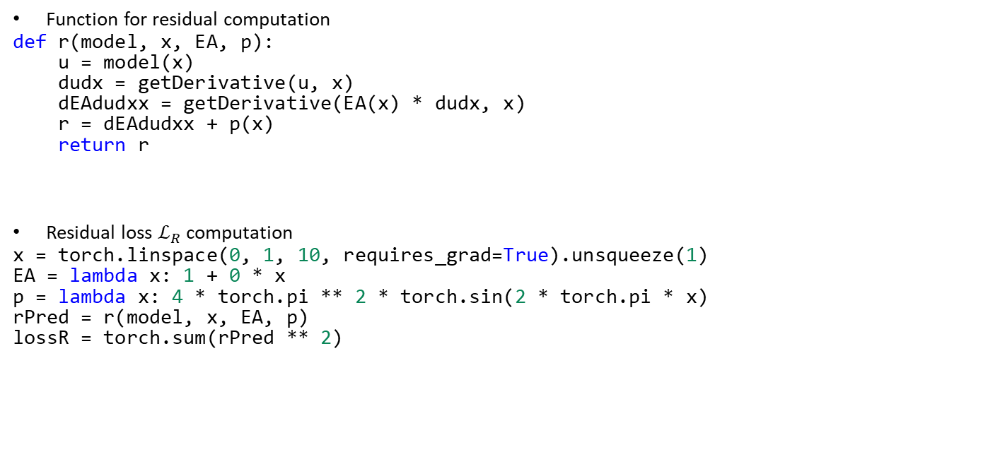 • Function for residual computation
def r(model, x, EA, p):
    u = model(x)
    dudx = getDerivative(u, x)
    dEAdudxx = getDerivative(EA(x) * dudx, x)
    r = dEAdudxx + p(x)
    return r
• Residual loss ℒ_R computation
x = torch.linspace(0, 1, 10, requires_grad=True).unsqueeze(1)
EA = lambda x: 1 + 0 * x
p = lambda x: 4 * torch.pi ** 2 * torch.sin(2 * torch.pi * x)
rPred = r(model, x, EA, p)
lossR = torch.sum(rPred ** 2)